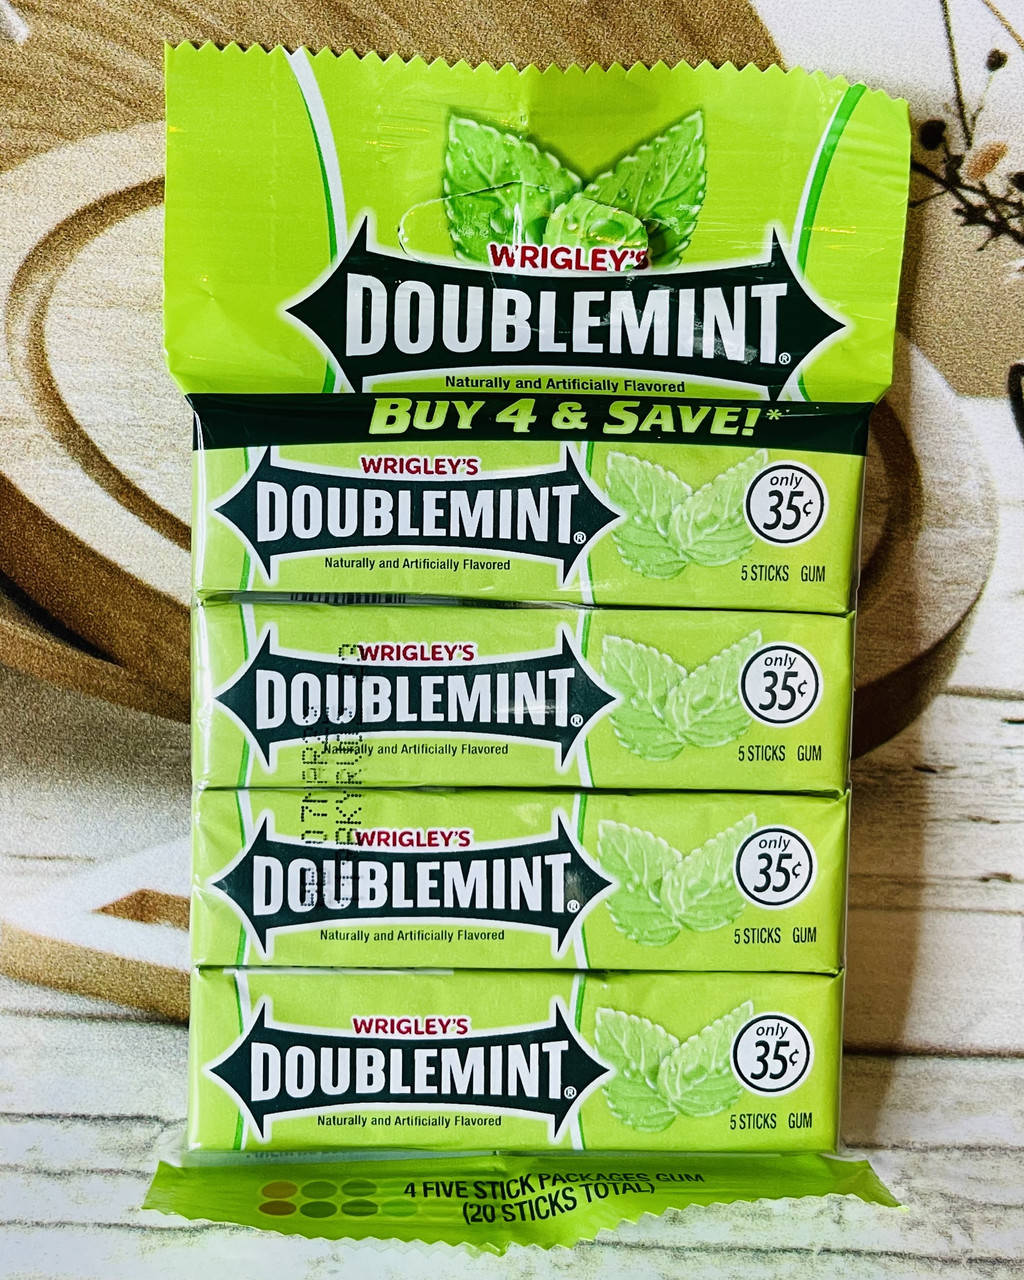 WRIGLEY'S
DOUBLEMINT®
Naturally and Artificially Flavored
BUY 4 & SAVE!*
WRIGLEY'S
DOUBLEMINT®
Naturally and Artificially Flavored
only
35¢
5 STICKS GUM
WRIGLEY'S
DOUBLEMINT®
Naturally and Artificially Flavored
only
35¢
5 STICKS GUM
WRIGLEY'S
DOUBLEMINT®
Naturally and Artificially Flavored
only
35¢
5 STICKS GUM
WRIGLEY'S
DOUBLEMINT®
Naturally and Artificially Flavored
only
35¢
5 STICKS GUM
4 FIVE STICK PACKAGES GUM
(20 STICKS TOTAL)